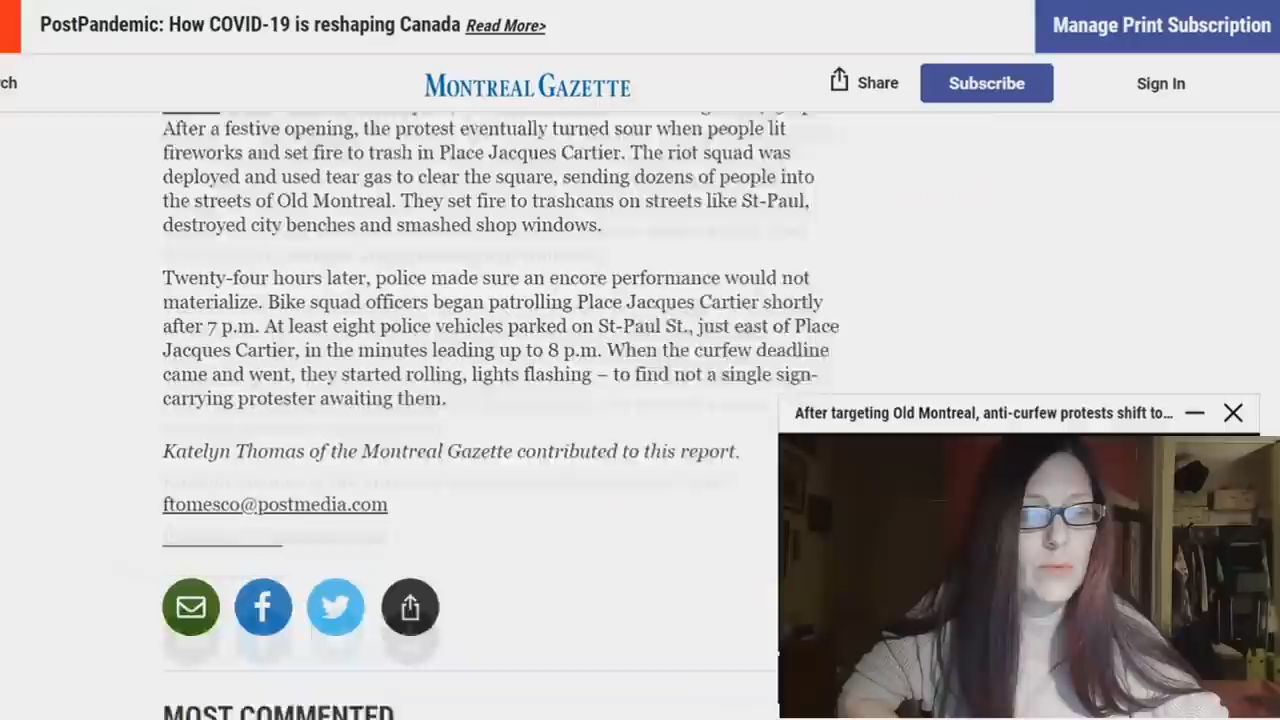 PostPandemic: How COVID-19 is reshaping Canada Read More>
Manage Print Subscription
rch
MONTREAL GAZETTE
Share
Subscribe
Sign In
After a festive opening, the protest eventually turned sour when people lit
fireworks and set fire to trash in Place Jacques Cartier. The riot squad was
deployed and used tear gas to clear the square, sending dozens of people into
the streets of Old Montreal. They set fire to trashcans on streets like St-Paul,
destroyed city benches and smashed shop windows.
Twenty-four hours later, police made sure an encore performance would not
materialize. Bike squad officers began patrolling Place Jacques Cartier shortly
after 7 p.m. At least eight police vehicles parked on St-Paul St., just east of Place
Jacques Cartier, in the minutes leading up to 8 p.m. When the curfew deadline
came and went, they started rolling, lights flashing – to find not a single sign-
carrying protester awaiting them.
After targeting Old Montreal, anti-curfew protests shift to...
Katelyn Thomas of the Montreal Gazette contributed to this report.
ftomesco@postmedia.com
MOST COMMENTED